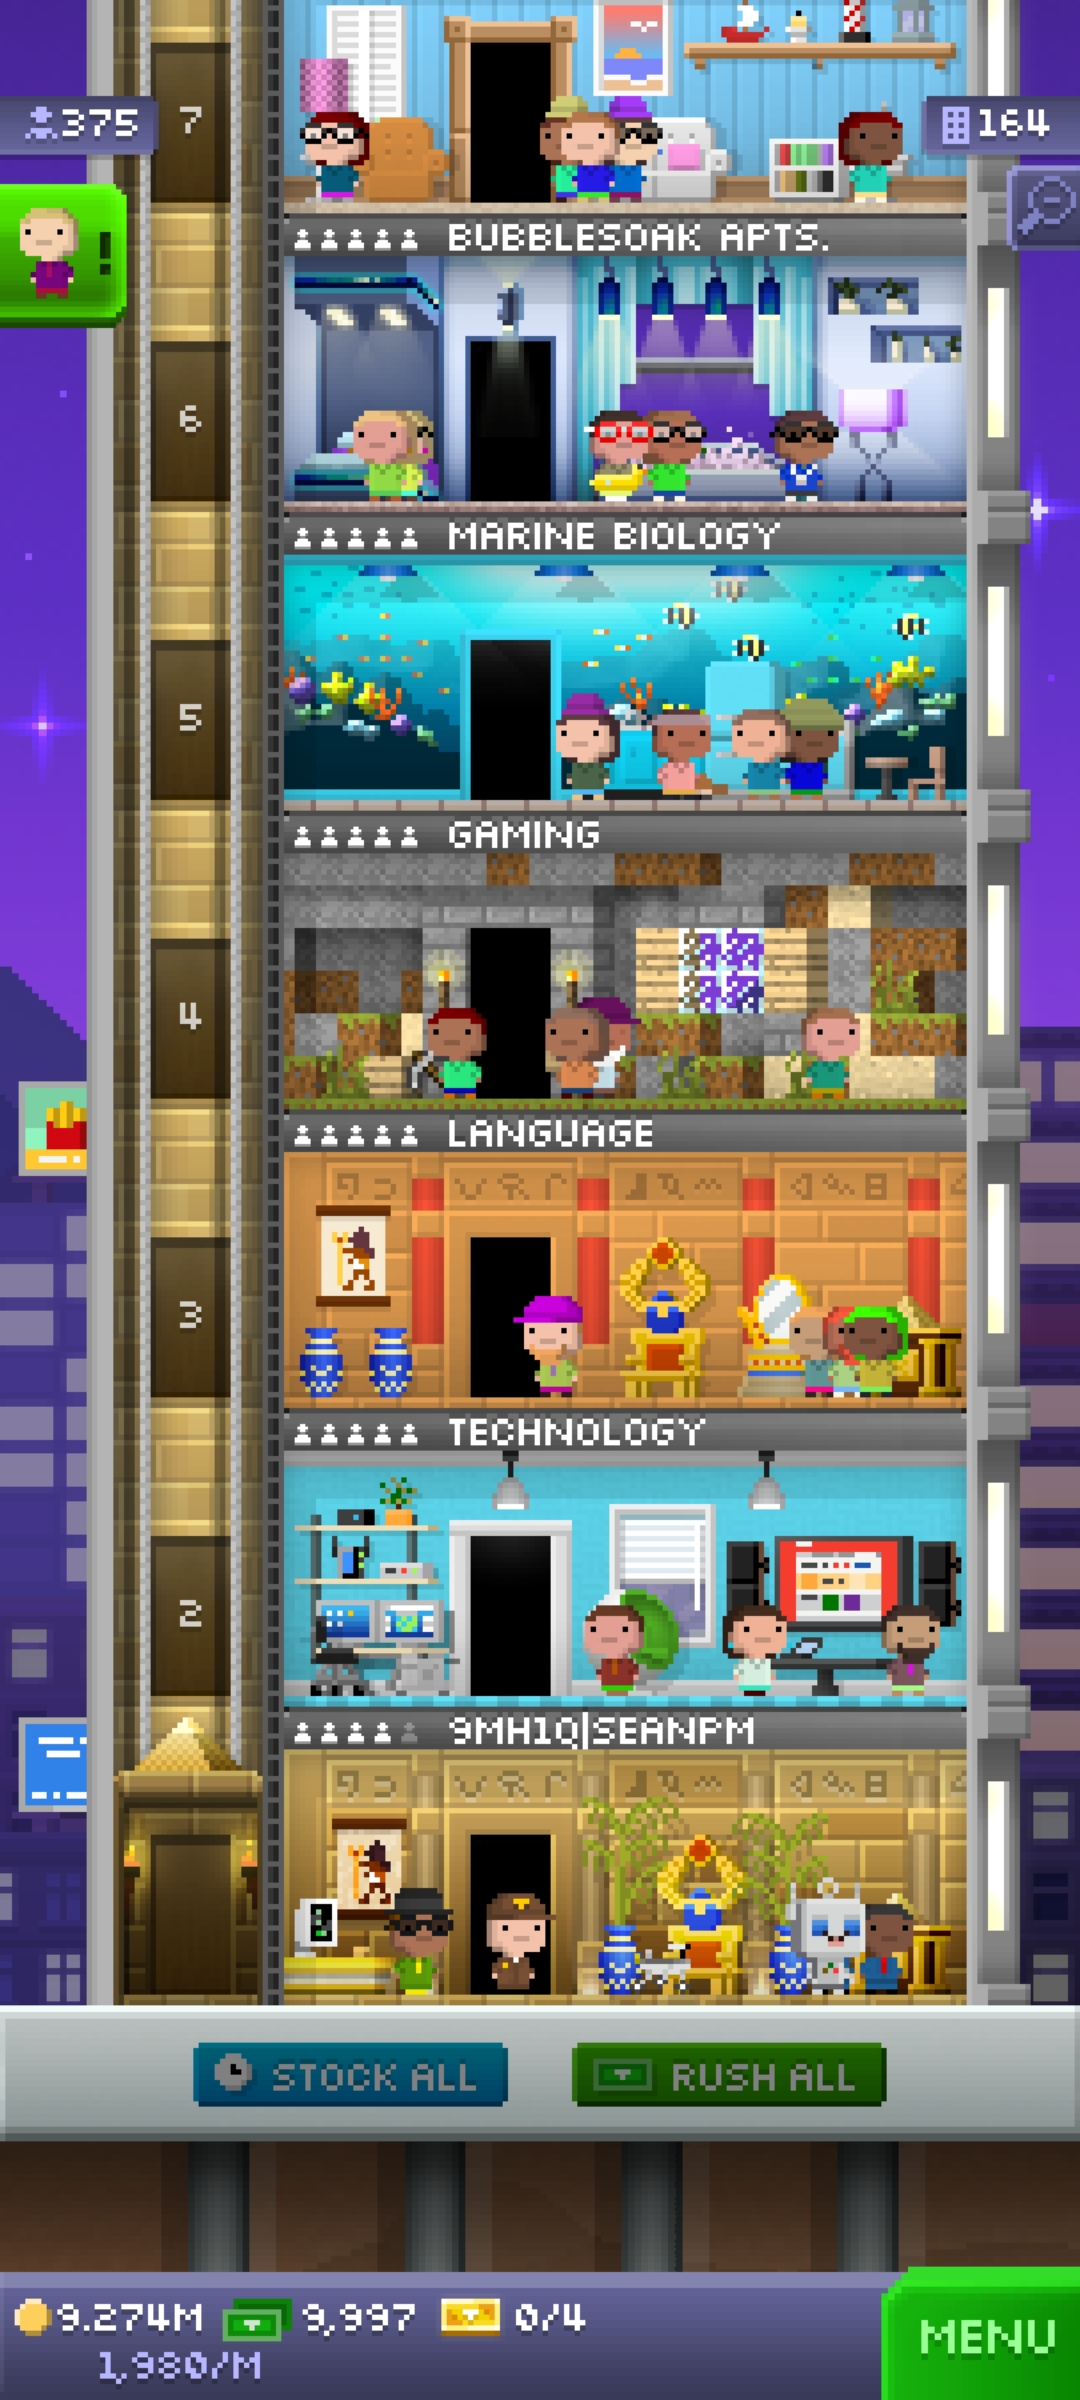 375
7
164
BUBBLESOAK APTS.
6
MARINE BIOLOGY
5
GAMING
4
LANGUAGE
3
TECHNOLOGY
2
9MH1Q|SEANPM
STOCK ALL
RUSH ALL
9.274M
9,997
0/4
1,980/M
MENU